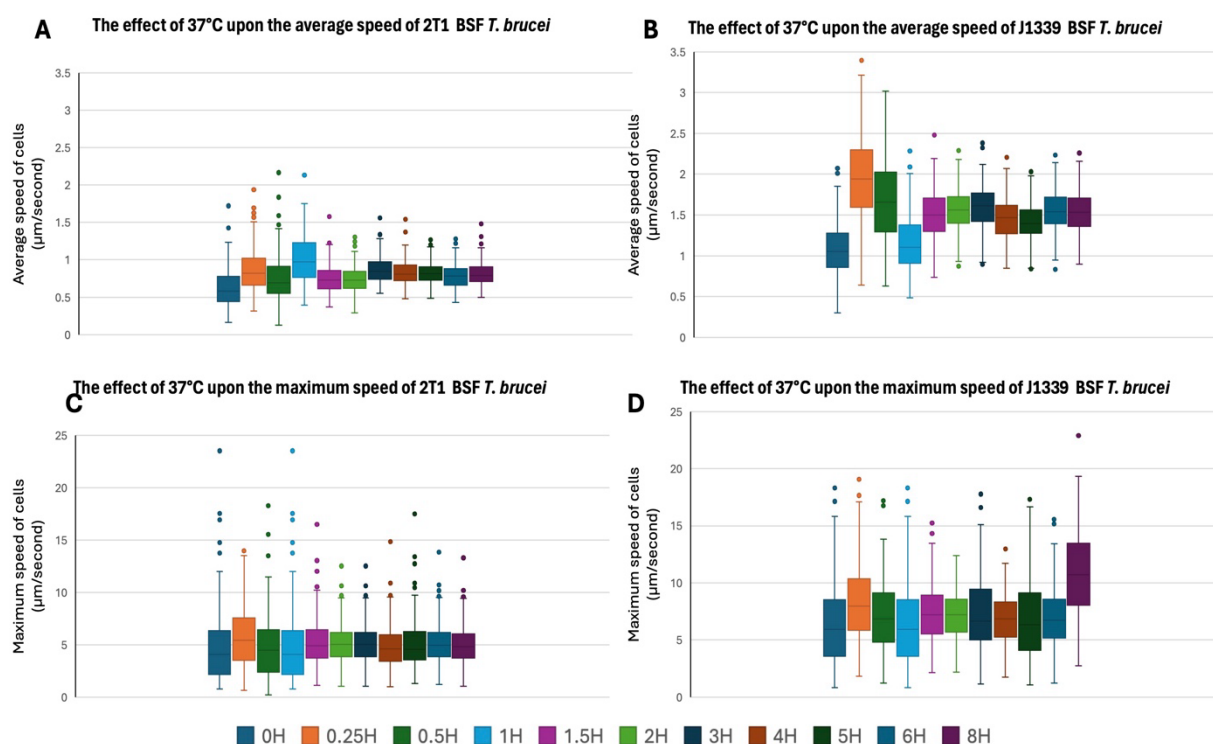 A
The effect of 37°C upon the average speed of 2T1 BSF T. brucei
Average speed of cells
(µm/second)
3.5
3
2.5
2
1.5
1
0.5
0
B
The effect of 37°C upon the average speed of J1339 BSF T. brucei
Average speed of cells
(µm/second)
3.5
3
2.5
2
1.5
1
0.5
0
The effect of 37°C upon the maximum speed of 2T1 BSF T. brucei
C
Maximum speed of cells
(µm/second)
25
20
15
10
5
0
The effect of 37°C upon the maximum speed of J1339 BSF T. brucei
D
Maximum speed of cells
(µm/second)
25
20
15
10
5
0
0H 0.25H 0.5H 1H 1.5H 2H 3H 4H 5H 6H 8H